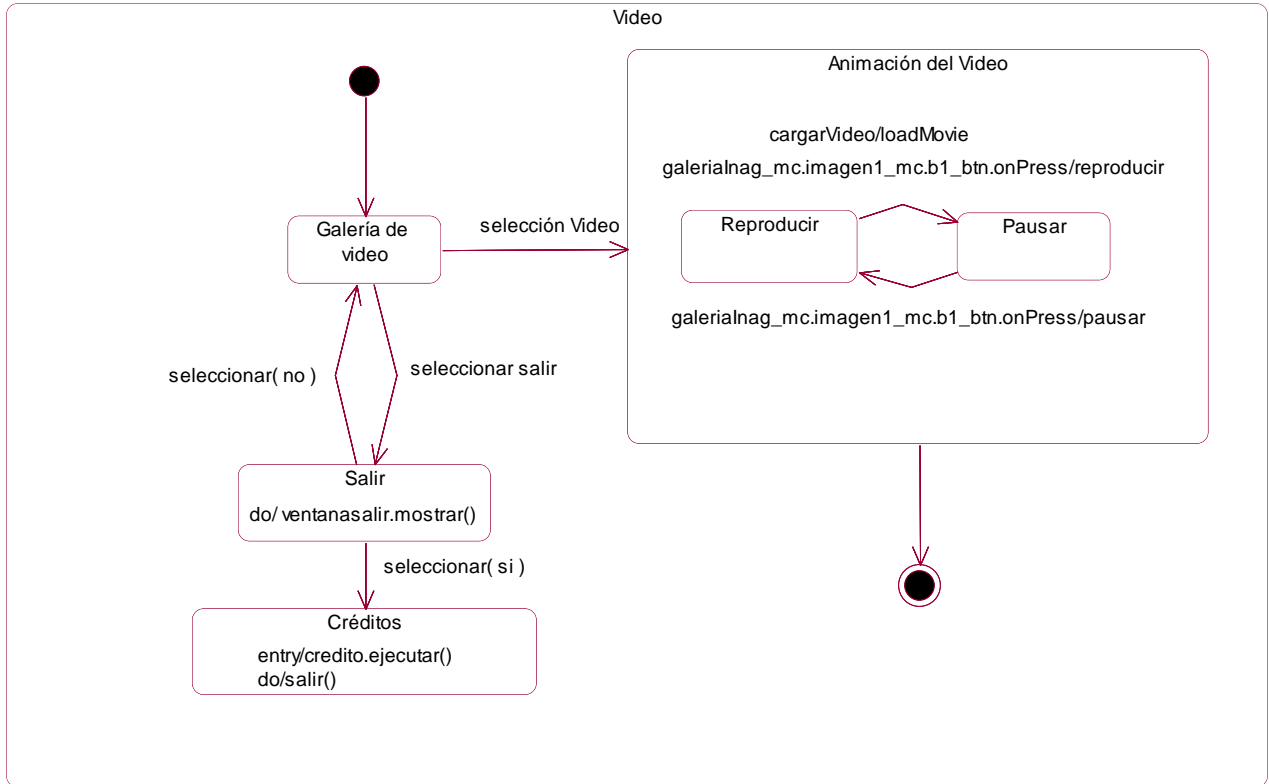 Video
Animación del Video
cargarVideo/loadMovie
galeriaInag_mc.imagen1_mc.b1_btn.onPress/reproducir
Galería de
video
selección Video
Reproducir
Pausar
galeriaInag_mc.imagen1_mc.b1_btn.onPress/pausar
seleccionar( no )
seleccionar salir
Salir
do/ ventanasalir.mostrar()
seleccionar( si )
Créditos
entry/credito.ejecutar()
do/salir()